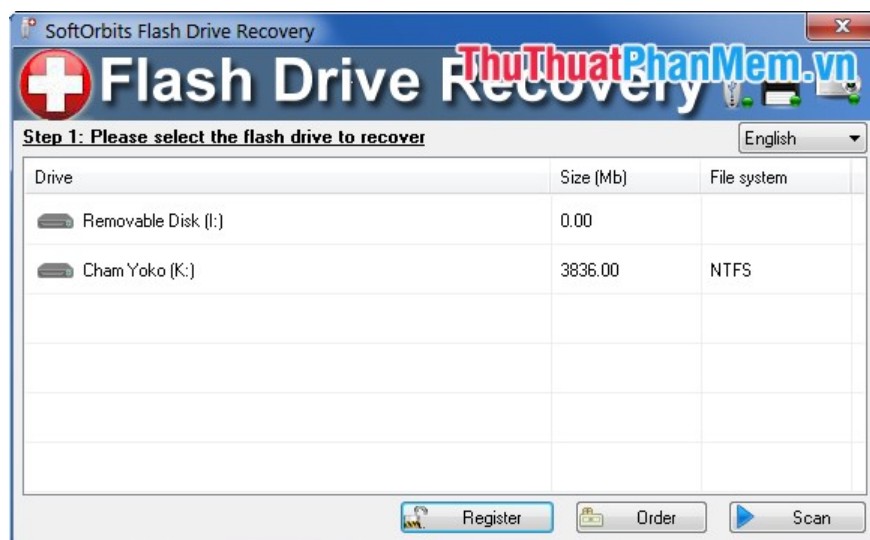 SoftOrbits Flash Drive Recovery
Flash Drive Recovery
ThuThuatPhanMem.vn
Step 1: Please select the flash drive to recover
English
Drive Size (Mb) File system
Removable Disk (I:) 0.00
Cham Yoko (K:) 3836.00 NTFS
Register Order Scan